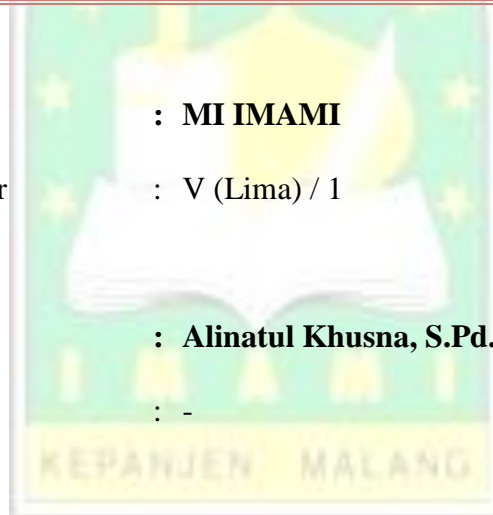 : MI IMAMI
r : V (Lima) / 1
: Alinatul Khusna, S.Pd.
: -
I M A M I
KEPANJEN MALANG